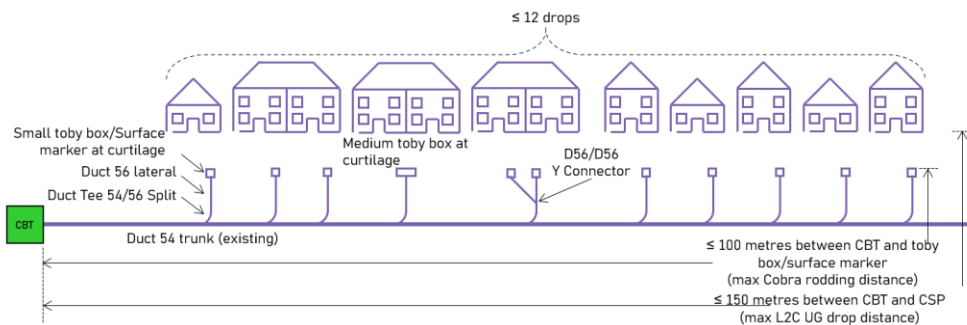 ≤ 12 drops
Small toby box/Surface
marker at curtilage
Medium toby box at
curtilage
D56/D56
Y Connector
Duct 56 lateral
Duct Tee 54/56 Split
CBT
Duct 54 trunk (existing)
≤ 100 metres between CBT and toby
box/surface marker
(max Cobra rodding distance)
≤ 150 metres between CBT and CSP
(max L2C UG drop distance)